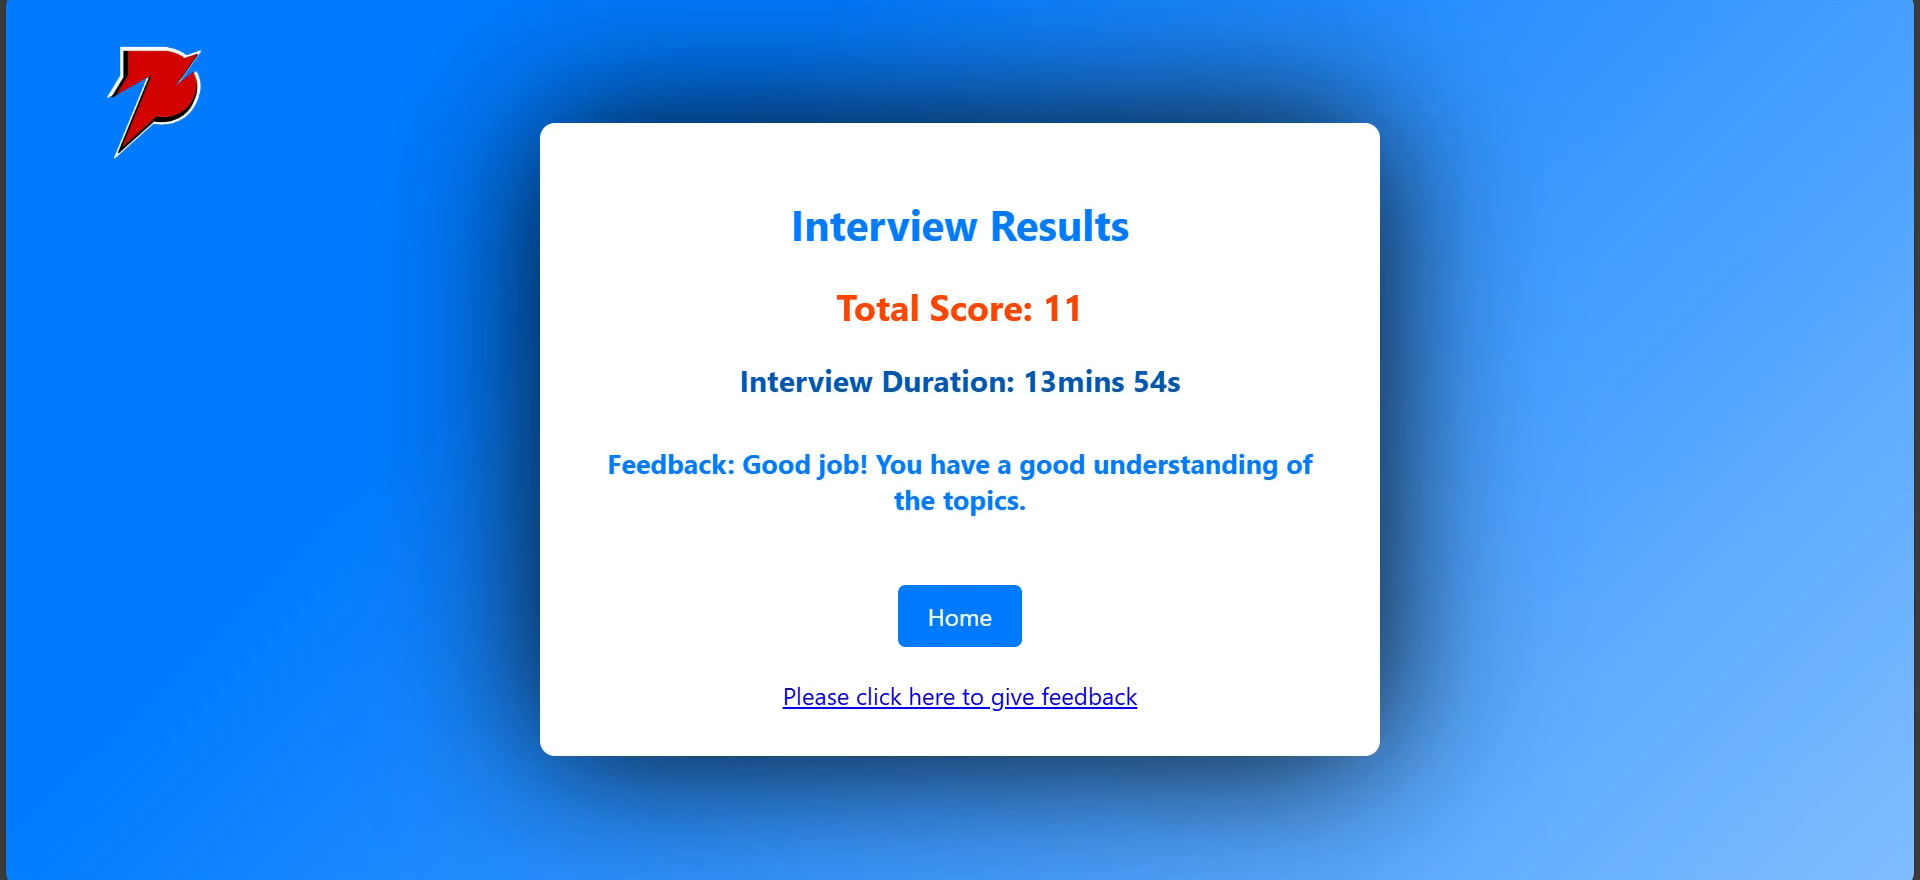 Interview Results
Total Score: 11
Interview Duration: 13mins 54s
Feedback: Good job! You have a good understanding of
the topics.
Home
Please click here to give feedback